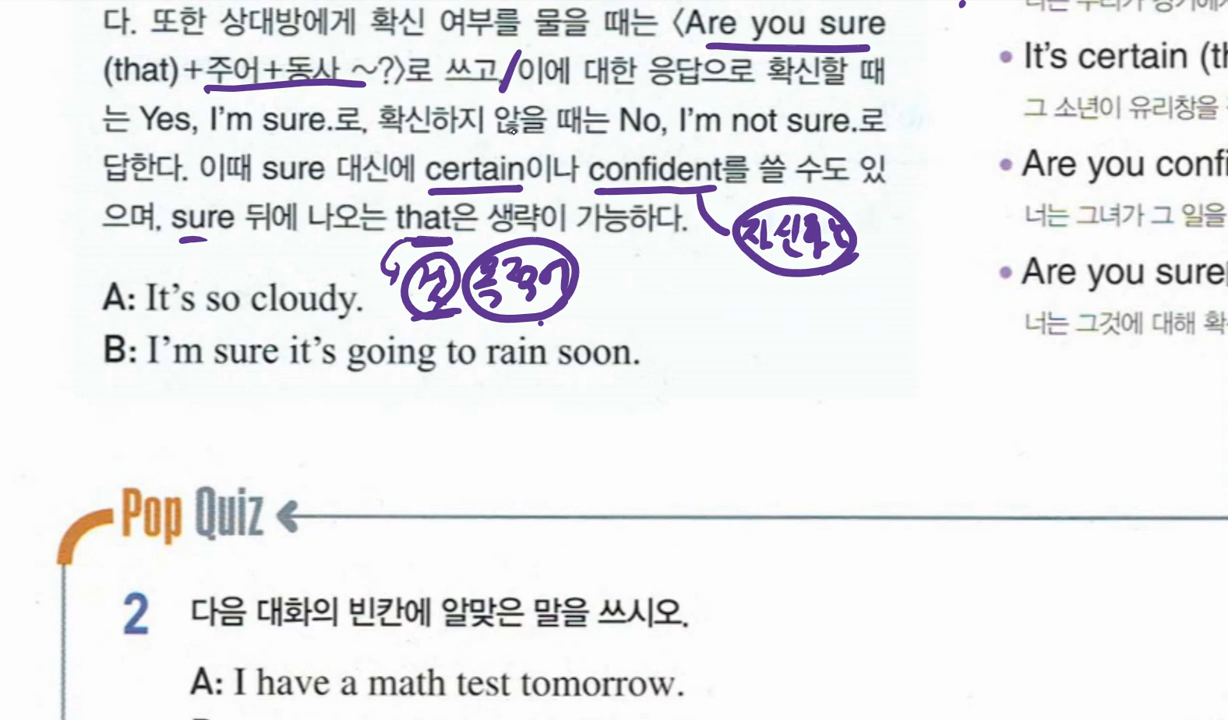 다. 또한 상대방에게 확신 여부를 물을 때는 〈Are you sure
(that)+주어+동사 ~?〉로 쓰고, 이에 대한 응답으로 확신할 때
는 Yes, I'm sure.로, 확신하지 않을 때는 No, I'm not sure.로
답한다. 이때 sure 대신에 certain이나 confident를 쓸 수도 있
으며, sure 뒤에 나오는 that은 생략이 가능하다.
접 목적어
A: It's so cloudy.
B: I'm sure it's going to rain soon.
It's certain (th
그 소년이 유리창을
Are you confi
너는 그녀가 그 일을
Are you sure
너는 그것에 대해 확
Pop Quiz
2 다음 대화의 빈칸에 알맞은 말을 쓰시오.
A: I have a math test tomorrow.